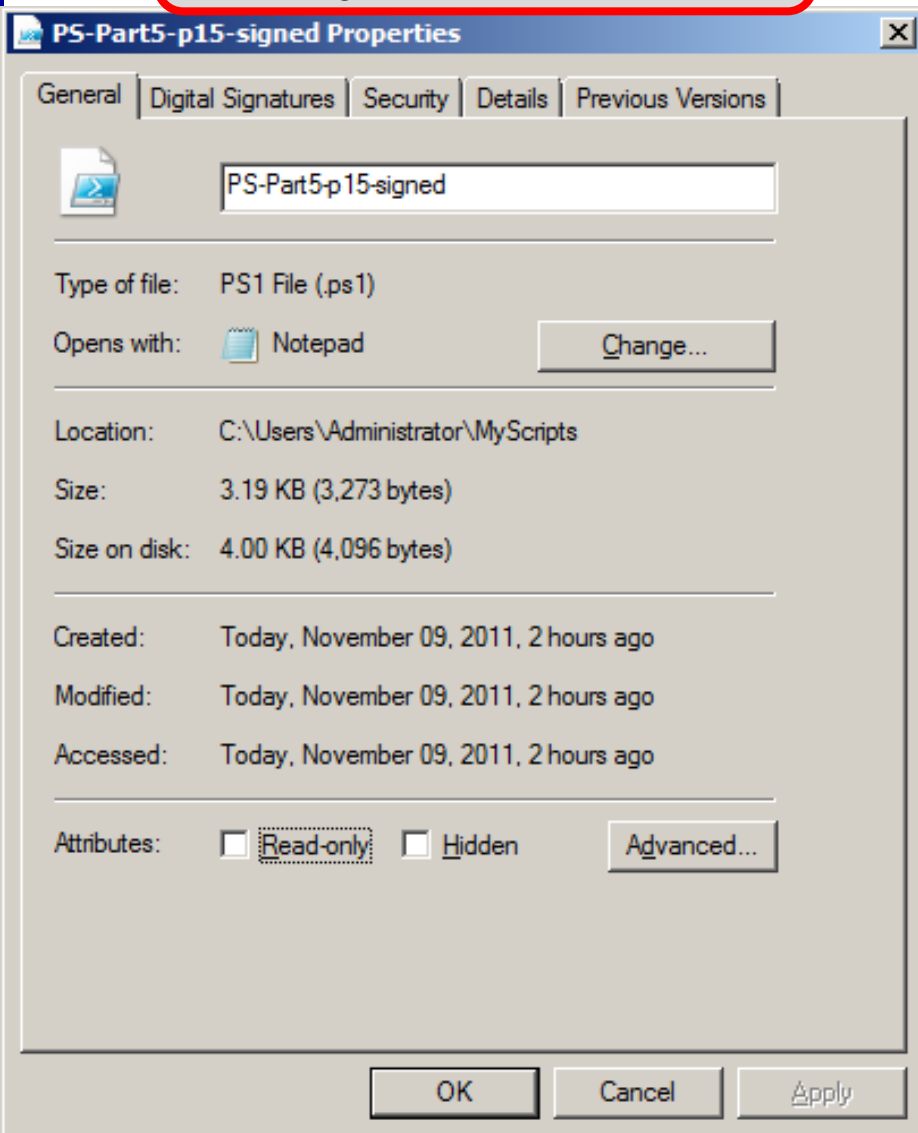 PS-Part5-p15-signed Properties
General Digital Signatures Security Details Previous Versions
PS-Part5-p15-signed
Type of file: PS1 File (.ps1)
Opens with: Notepad Change...
Location: C:\Users\Administrator\MyScripts
Size: 3.19 KB (3,273 bytes)
Size on disk: 4.00 KB (4,096 bytes)
Created: Today, November 09, 2011, 2 hours ago
Modified: Today, November 09, 2011, 2 hours ago
Accessed: Today, November 09, 2011, 2 hours ago
Attributes: Read-only Hidden Advanced...
OK Cancel Apply